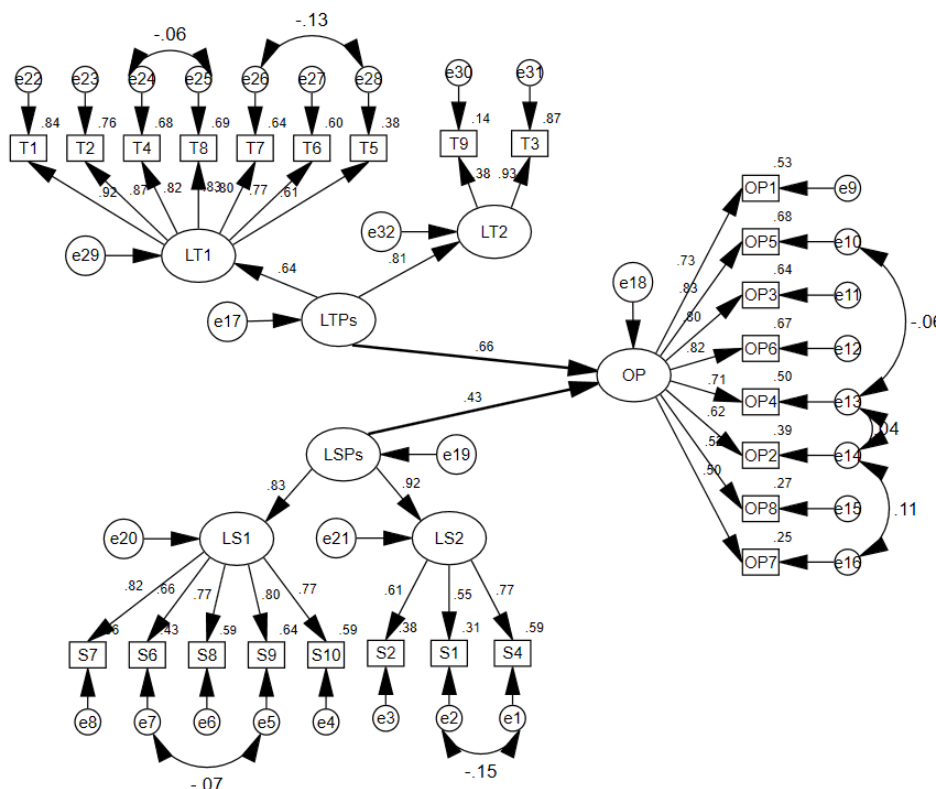 -.06 -.13
e22 e23 e24 e25 e26 e27 e28 e30 e31
.84 .76 .68 .69 .64 .60 .38 .14 .87
T1 T2 T4 T8 T7 T6 T5 T9 T3
.92 .87 .82 .83 .80 .77 .61 .38 .93
.53
OP1 e9
e29 LT1 e32 LT2
.68
OP5 e10
.64 .81 .73 .83
e18 .64
OP3 e11
e17 LTPs .80 -.06
.67
.66 .82 OP6 e12
OP .71 .50
.43 OP4 e13
.62 .39 .04
LSPs e19 .52 OP2 e14
.83 .92 .50 .27
OP8 e15 .11
e20 LS1 e21 LS2 .25
OP7 e16
.82 .66 .77 .80 .77 .61 .55 .77
.43 .59 .64 .59 .38 .31 .59
S7 S6 S8 S9 S10 S2 S1 S4
e8 e7 e6 e5 e4 e3 e2 e1
-.07 -.15